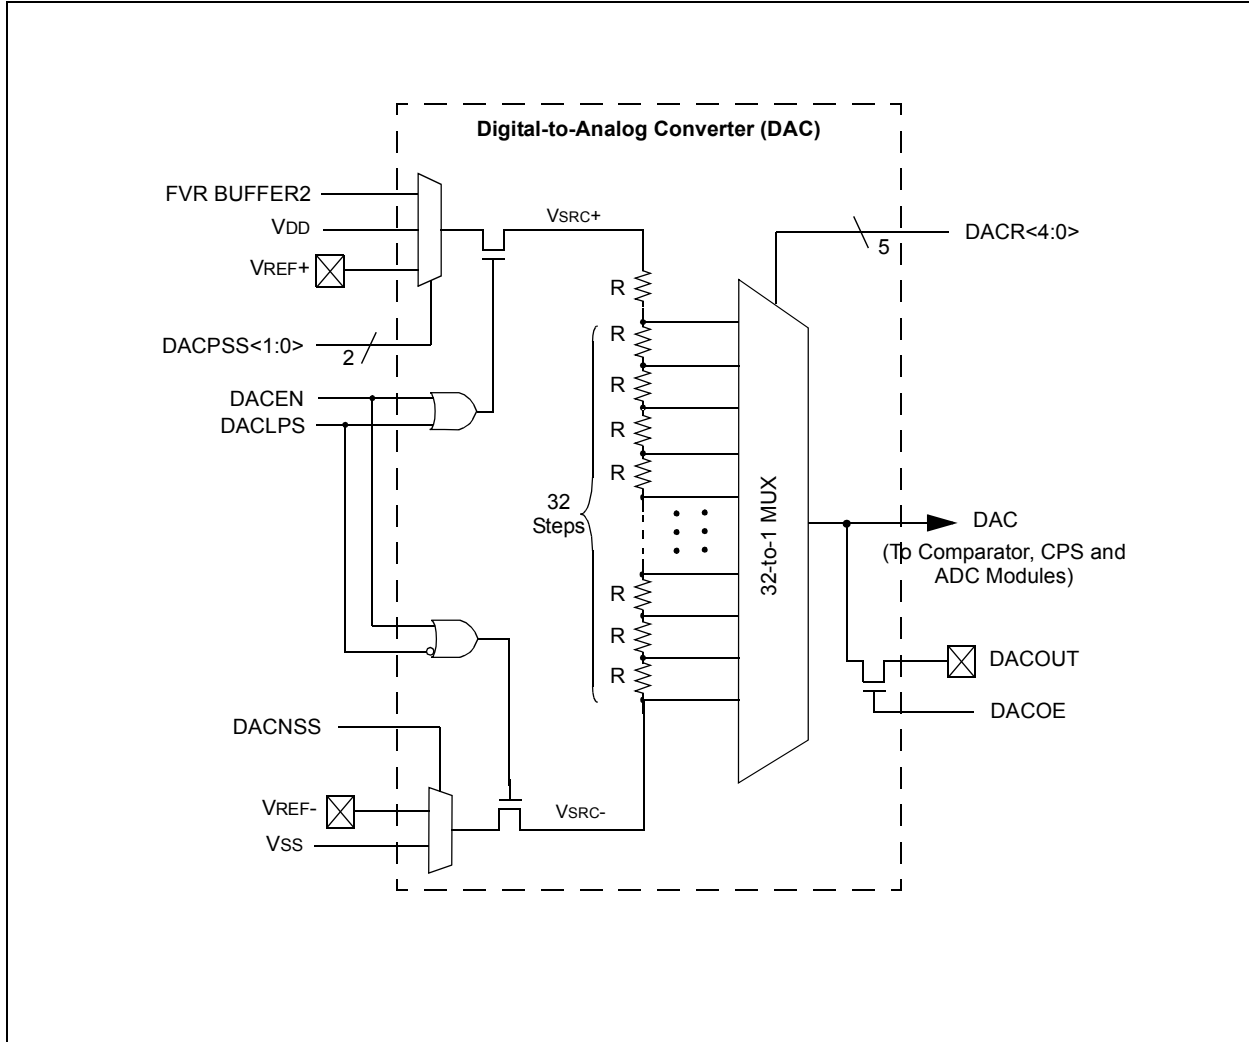 Digital-to-Analog Converter (DAC)
FVR BUFFER2
VDD
VREF+
DACPSS<1:0>
2
DACEN
DACLPS
VSRC+
R
R
R
R
R
32
Steps
R
R
R
32-to-1 MUX
5
DACR<4:0>
DAC
(To Comparator, CPS and
ADC Modules)
DACOUT
DACOE
DACNSS
VREF-
VSS
VSRC-